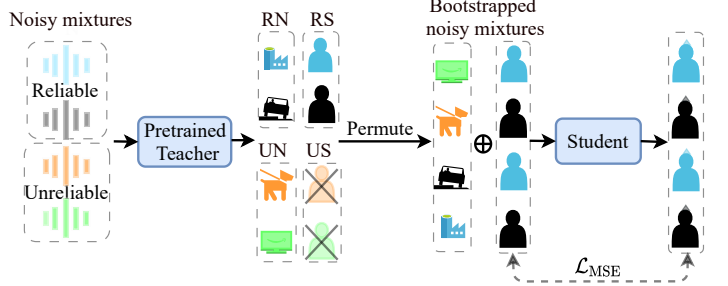 Noisy mixtures
Reliable
Unreliable
Pretrained
Teacher
RN RS
UN US
Permute
Bootstrapped
noisy mixtures
⊕
Student
ℒMSE